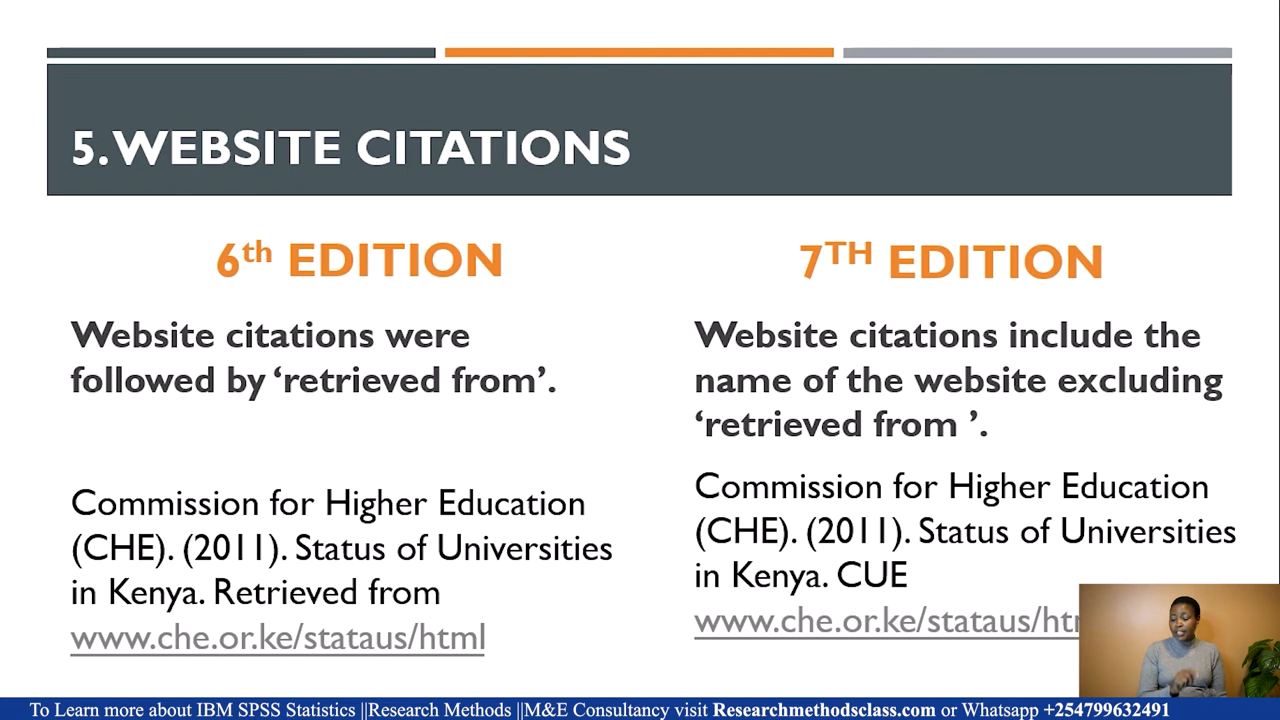 5. WEBSITE CITATIONS
6th EDITION
Website citations were
followed by ‘retrieved from’.
Commission for Higher Education
(CHE). (2011). Status of Universities
in Kenya. Retrieved from
www.che.or.ke/stataus/html
7TH EDITION
Website citations include the
name of the website excluding
‘retrieved from ’.
Commission for Higher Education
(CHE). (2011). Status of Universities
in Kenya. CUE
To Learn more about IBM SPSS Statistics ||Research Methods ||M&E Consultancy visit Researchmethodsclass.com or Whatsapp +254799632491